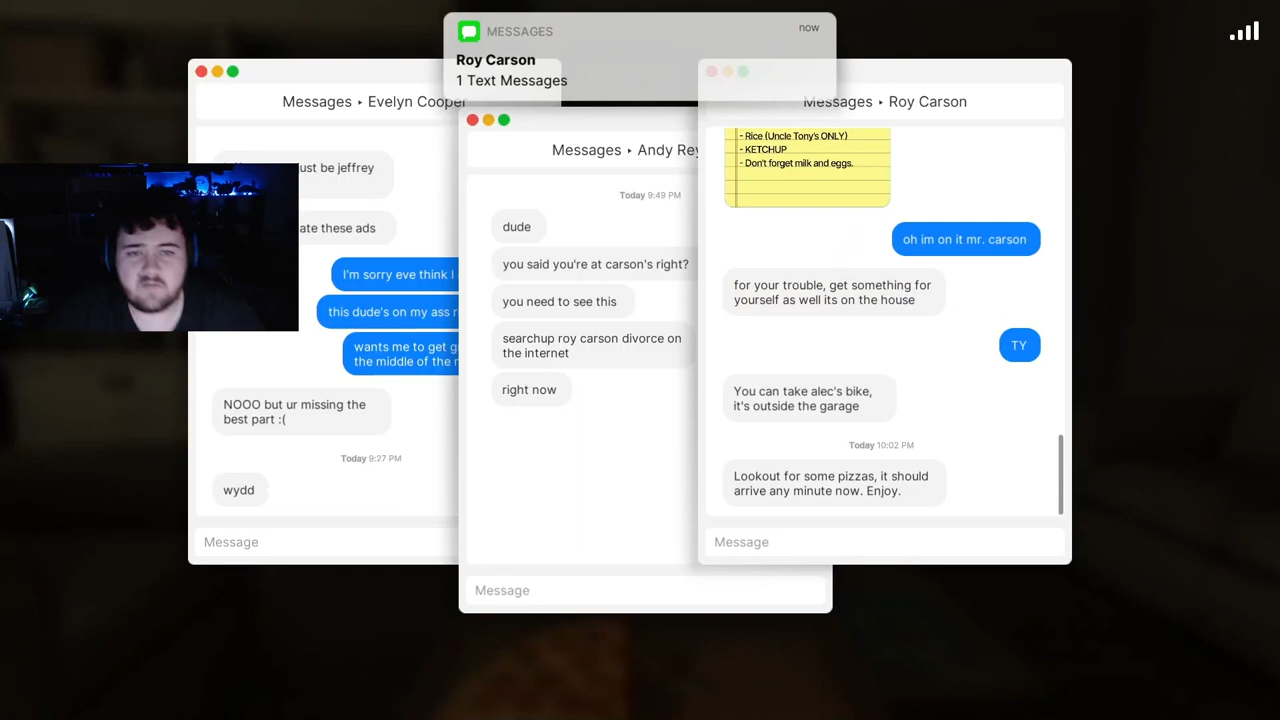 MESSAGES
now
Roy Carson
1 Text Messages
Messages ▸ Evelyn Cooper
ust be jeffrey
ate these ads
I'm sorry eve think I
this dude's on my ass
wants me to get
the middle of the
NOOO but ur missing the
best part :(
Today 9:27 PM
wydd
Message
Messages ▸ Andy Rey
Today 9:49 PM
dude
you said you're at carson's right?
you need to see this
searchup roy carson divorce on
the internet
right now
Message
Messages ▸ Roy Carson
- Rice (Uncle Tony's ONLY)
- KETCHUP
- Don't forget milk and eggs.
oh im on it mr. carson
for your trouble, get something for
yourself as well its on the house
TY
You can take alec's bike,
it's outside the garage
Today 10:02 PM
Lookout for some pizzas, it should
arrive any minute now. Enjoy.
Message